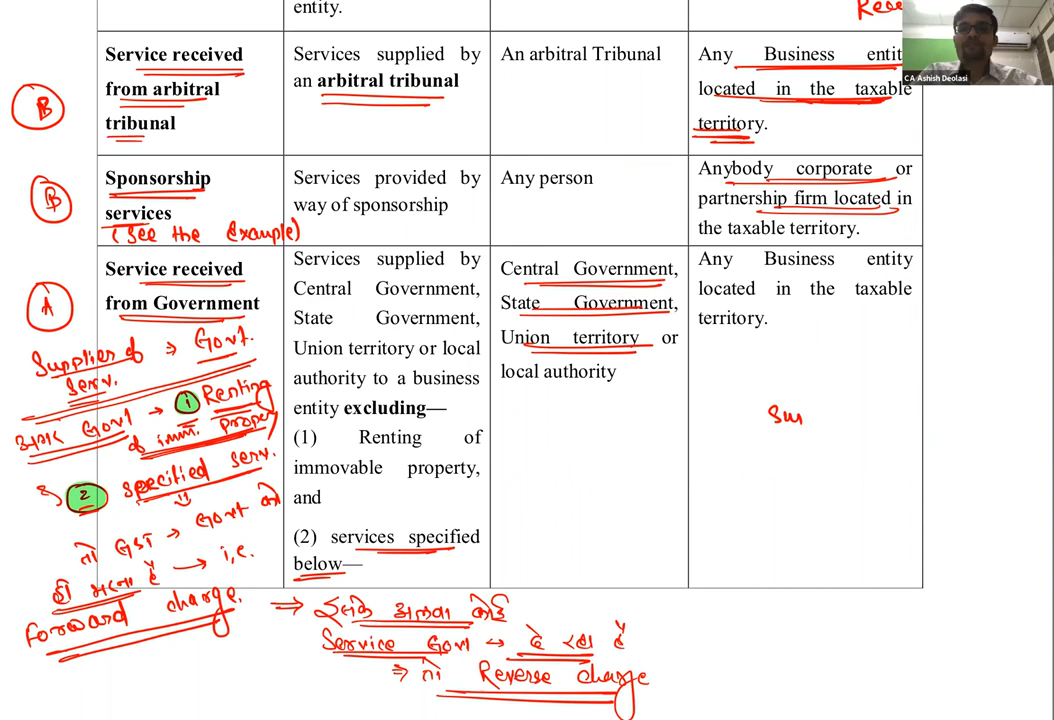 entity.
Service received
from arbitral
tribunal
Services supplied by
an arbitral tribunal
An arbitral Tribunal
Any Business entit
located in the taxable
territory.
CA Ashish Deolasi
B
Sponsorship
services
(See the Example)
Services provided by
way of sponsorship
Any person
Anybody corporate or
partnership firm located in
the taxable territory.
B
Service received
from Government
Services supplied by
Central Government,
State Government,
Union territory or local
authority to a business
entity excluding—
(1) Renting of
immovable property,
and
(2) services specified
below—
Central Government,
State Government,
Union territory or
local authority
Any Business entity
located in the taxable
territory.
A
Supplier of ⇒ Govt.
Serv.
अगर Govt → 1 Renting
of imm. proper
2 Specified serv.
तो GST → Govt को
ही भरना है → i.e.
Forward charge.
⇒ इसके अलावा कोई
Service Govt → दे रहा है
⇒ तो Reverse charge